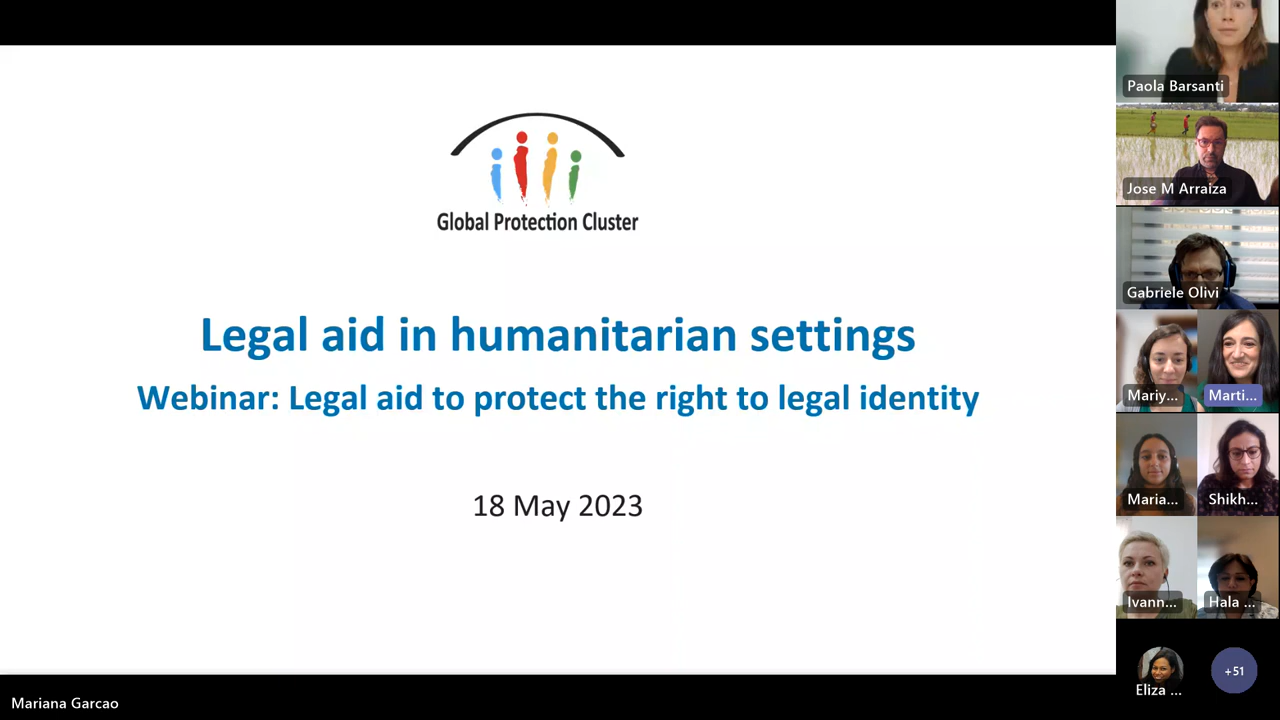 Global Protection Cluster
Legal aid in humanitarian settings
Webinar: Legal aid to protect the right to legal identity
18 May 2023
Mariana Garcao
Paola Barsanti
Jose M Arraiza
Gabriele Olivi
Mariy...
Marti...
Maria...
Shikh...
Ivann...
Hala ...
Eliza ...
+51